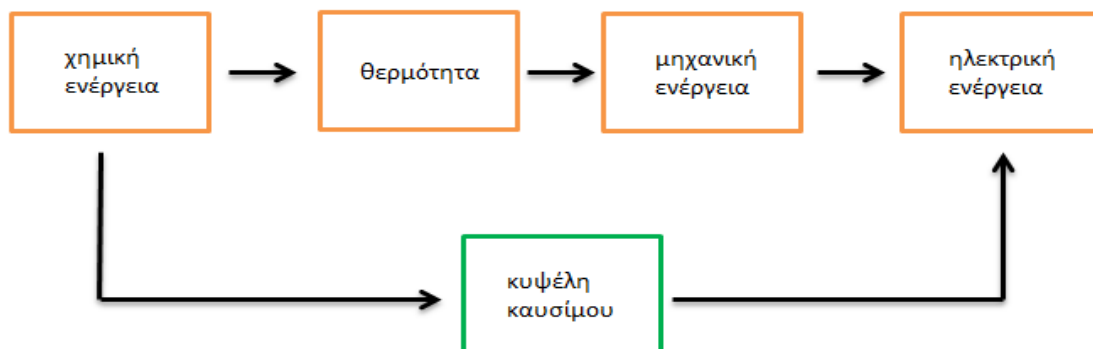 χημική
ενέργεια
θερμότητα
μηχανική
ενέργεια
ηλεκτρική
ενέργεια
κυψέλη
καυσίμου